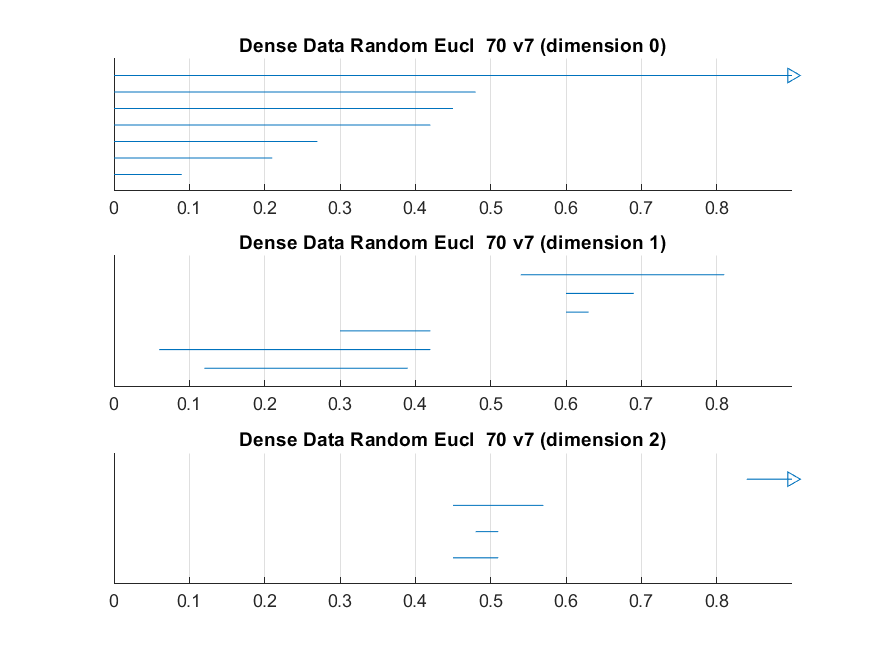 Dense Data Random Eucl  70 v7 (dimension 0)
0 0.1 0.2 0.3 0.4 0.5 0.6 0.7 0.8
Dense Data Random Eucl  70 v7 (dimension 1)
0 0.1 0.2 0.3 0.4 0.5 0.6 0.7 0.8
Dense Data Random Eucl  70 v7 (dimension 2)
0 0.1 0.2 0.3 0.4 0.5 0.6 0.7 0.8